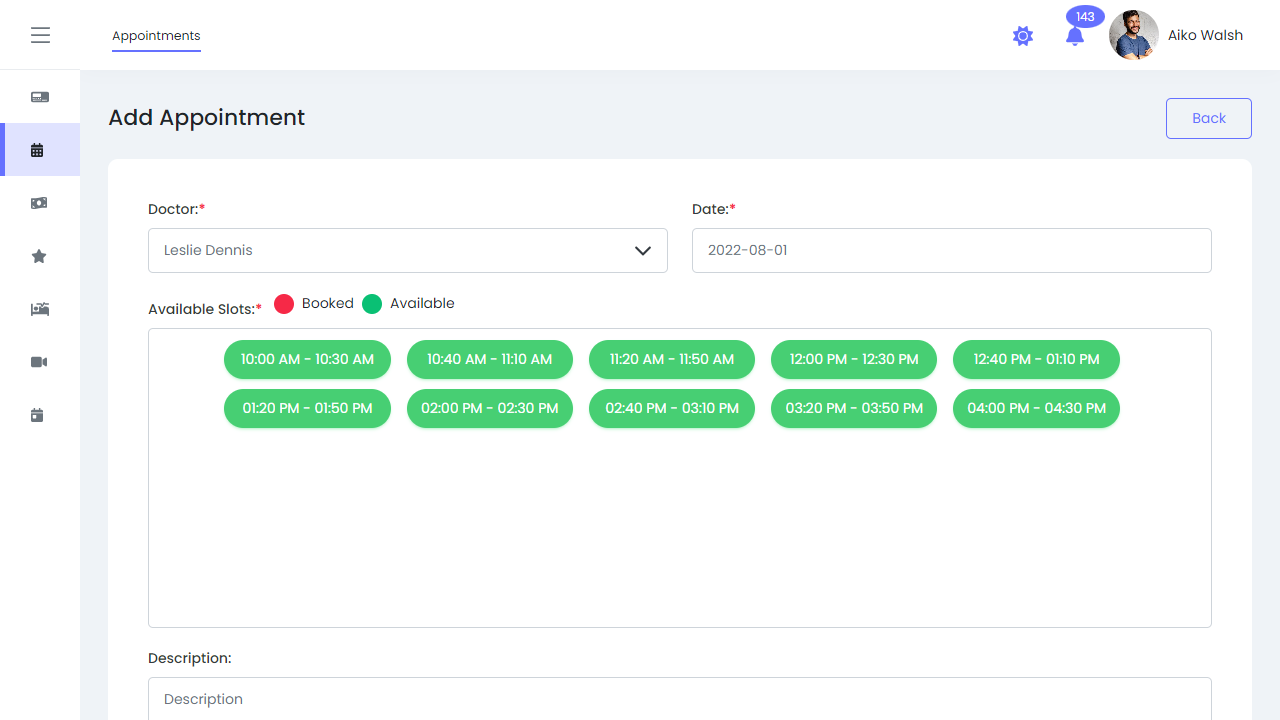 Appointments
143
Aiko Walsh
Add Appointment
Back
Doctor:*
Date:*
Leslie Dennis
2022-08-01
Available Slots:* Booked Available
10:00 AM - 10:30 AM 10:40 AM - 11:10 AM 11:20 AM - 11:50 AM 12:00 PM - 12:30 PM 12:40 PM - 01:10 PM
01:20 PM - 01:50 PM 02:00 PM - 02:30 PM 02:40 PM - 03:10 PM 03:20 PM - 03:50 PM 04:00 PM - 04:30 PM
Description:
Description